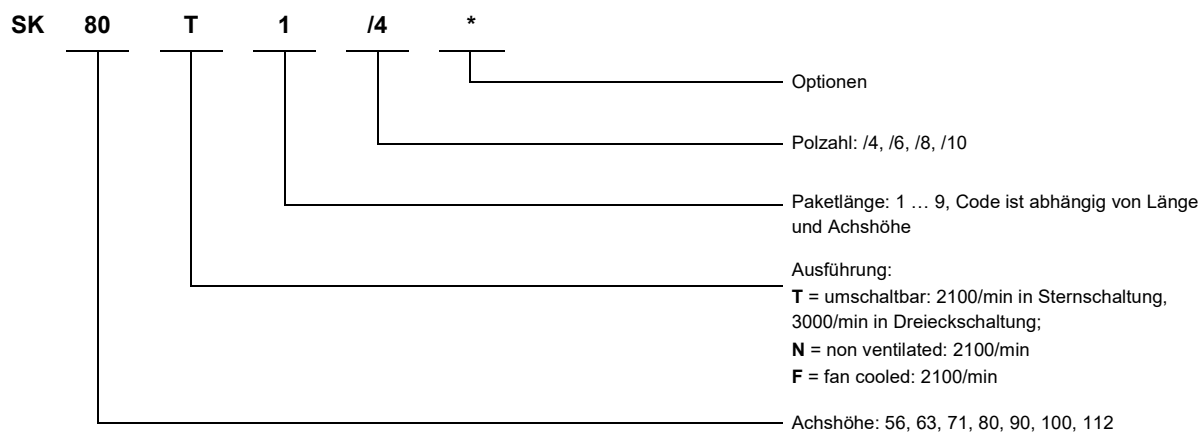 SK 80 T 1 /4 *
Optionen
Polzahl: /4, /6, /8, /10
Paketlänge: 1 … 9, Code ist abhängig von Länge
und Achshöhe
Ausführung:
T = umschaltbar: 2100/min in Sternschaltung,
3000/min in Dreieckschaltung;
N = non ventilated: 2100/min
F = fan cooled: 2100/min
Achshöhe: 56, 63, 71, 80, 90, 100, 112